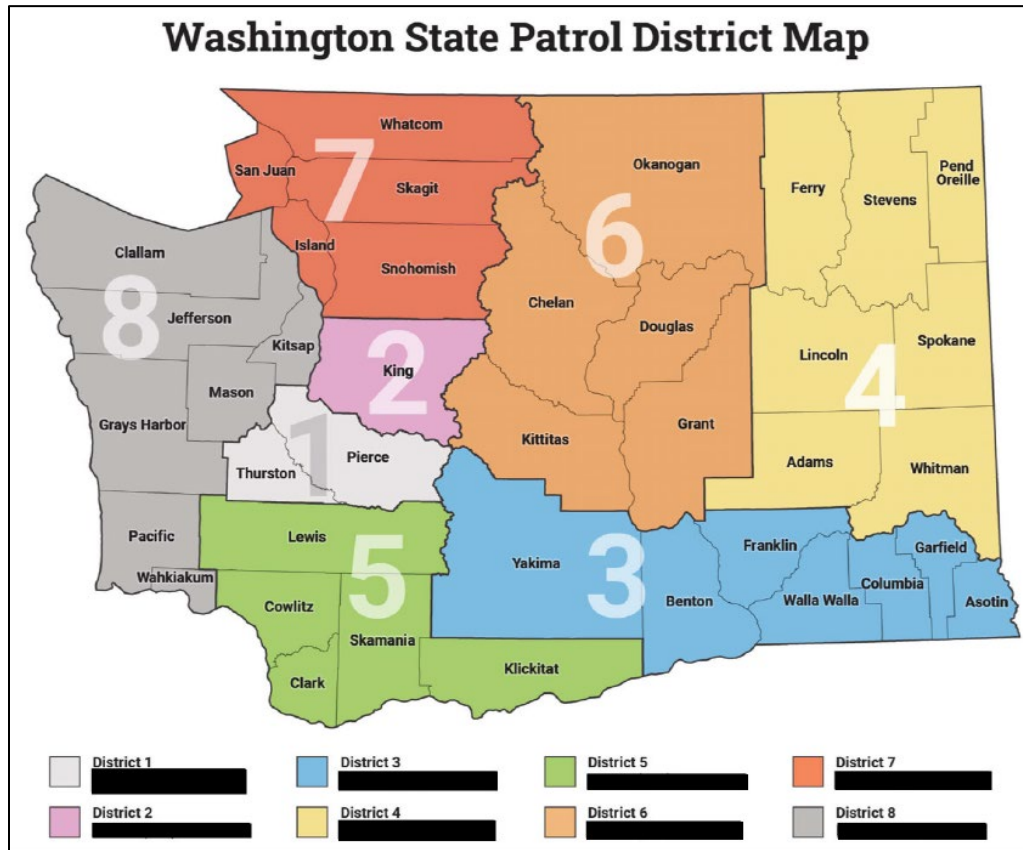 Washington State Patrol District Map
Whatcom
7
San Juan
Skagit
Okanogan
Ferry
Stevens
Pend
Oreille
6
Island
Clallam
Snohomish
8
Jefferson
Chelan
Douglas
Kitsap
2
King
Lincoln
Spokane
4
Mason
Grays Harbor
1
Kittitas
Grant
Thurston
Pierce
Adams
Whitman
Pacific
Lewis
5
Yakima
3
Franklin
Garfield
Wahkiakum
Columbia
Cowlitz
Benton
Walla Walla
Asotin
Skamania
Clark
Klickitat
District 1
District 3
District 5
District 7
District 2
District 4
District 6
District 8